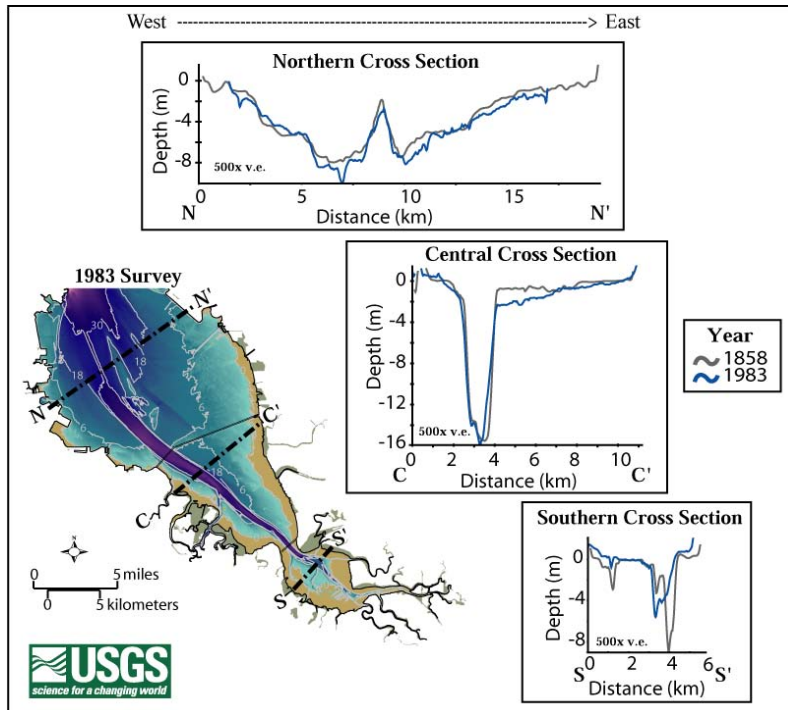 West ------------------------------> East
Northern Cross Section
0
-4
-8
Depth (m)
500x v.e.
0 5 10 15
N Distance (km) N'
Central Cross Section
0
-4
-8
-12
-16
Depth (m)
500x v.e.
0 2 4 6 8 10
C Distance (km) C'
Year
1858
1983
1983 Survey
N'
30
18
18
6
6
N
C'
18
6
C
S'
S
N
0 5 miles
0 5 kilometers
USGS
science for a changing world
Southern Cross Section
0
-4
-8
Depth (m)
500x v.e.
0 2 4 6
S Distance (km) S'